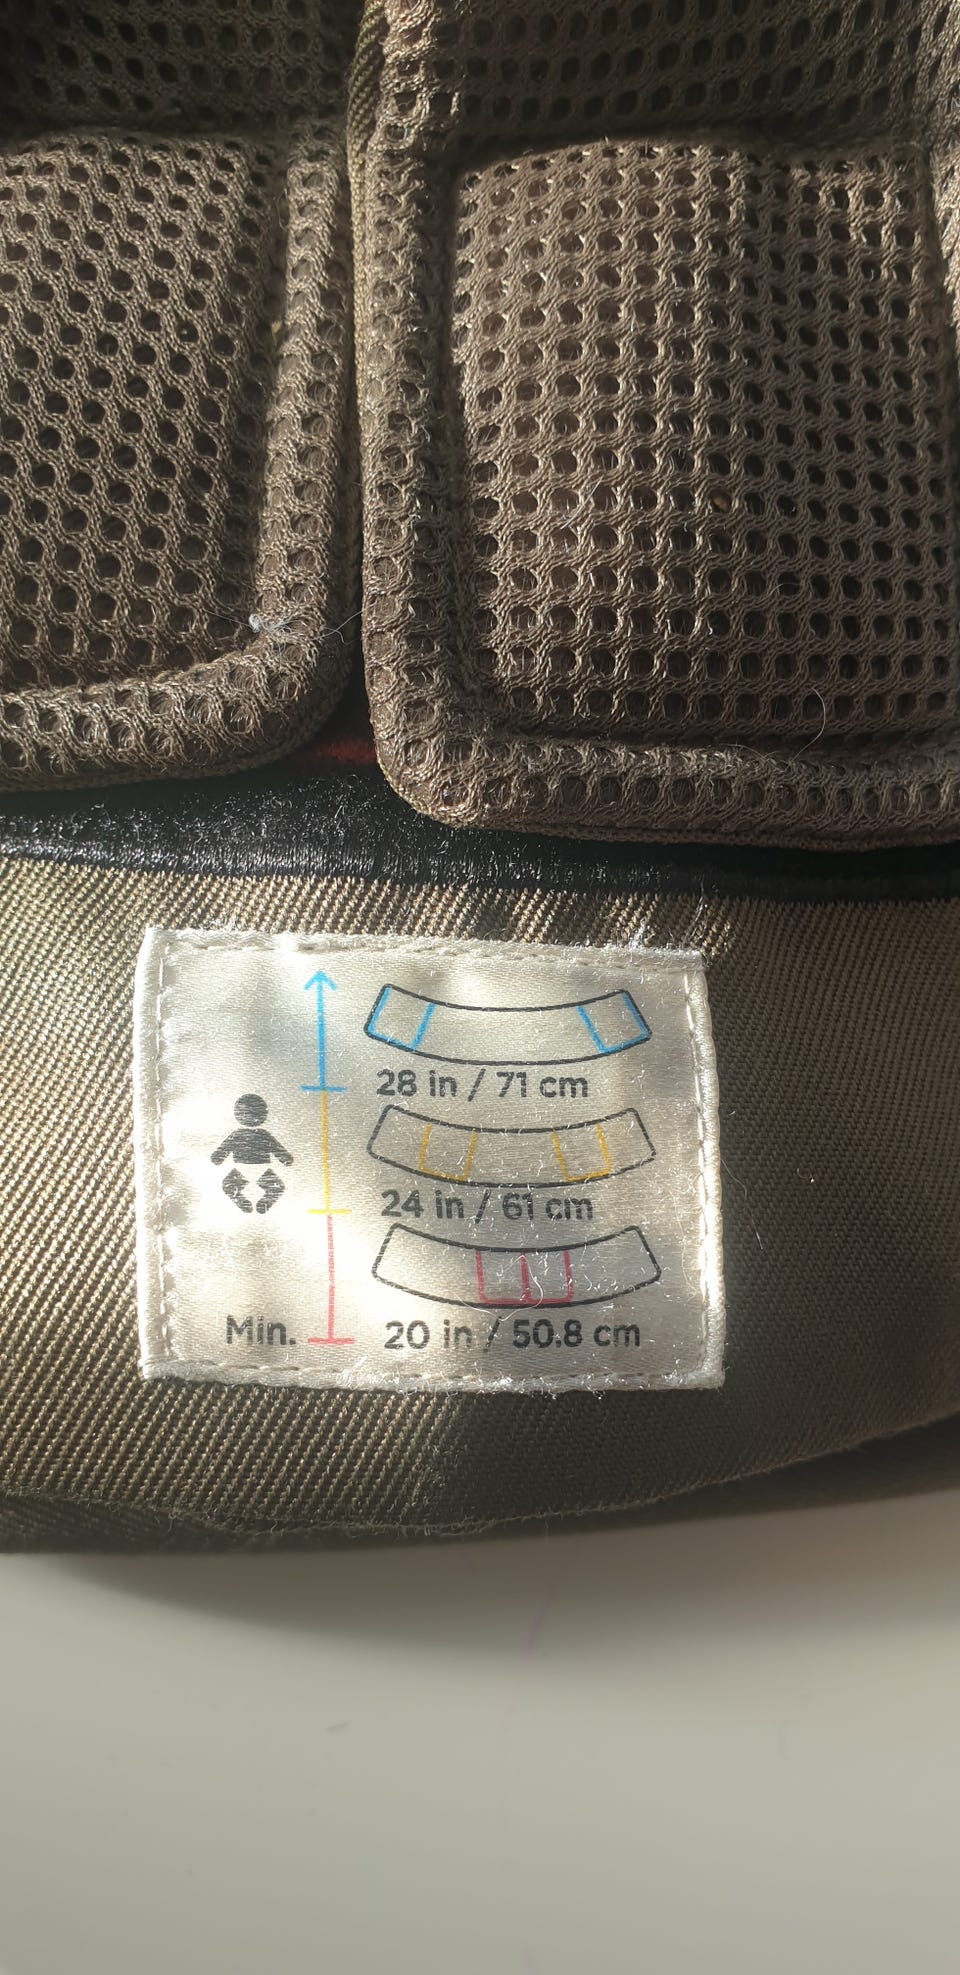 28 in / 71 cm
24 in / 61 cm
Min. 20 in / 50.8 cm